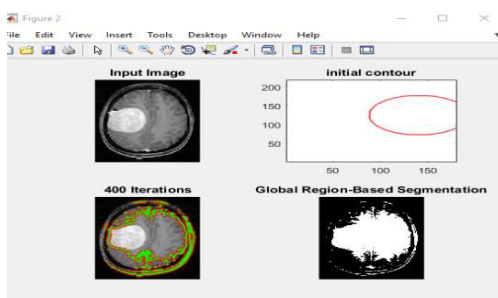 Figure 2
File Edit View Insert Tools Desktop Window Help
Input Image
initial contour
200
150
100
50
50 100 150
400 Iterations
Global Region-Based Segmentation